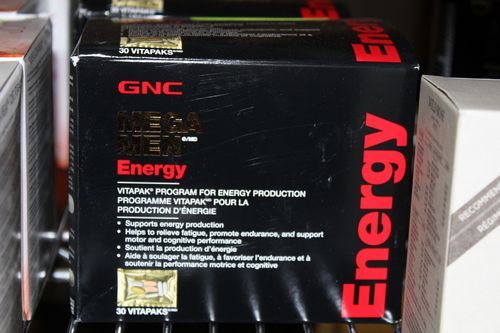 30 VITAPAKS
Energy
GNC
MEGA
MEN®/MD
Energy
VITAPAK® PROGRAM FOR ENERGY PRODUCTION
PROGRAMME VITAPAK MD POUR LA
PRODUCTION D'ÉNERGIE
• Supports energy production
• Helps to relieve fatigue, promote endurance, and support
motor and cognitive performance
• Soutient la production d'énergie
• Aide à soulager la fatigue, à favoriser l'endurance et à
soutenir la performance motrice et cognitive
30 VITAPAKS
Energy